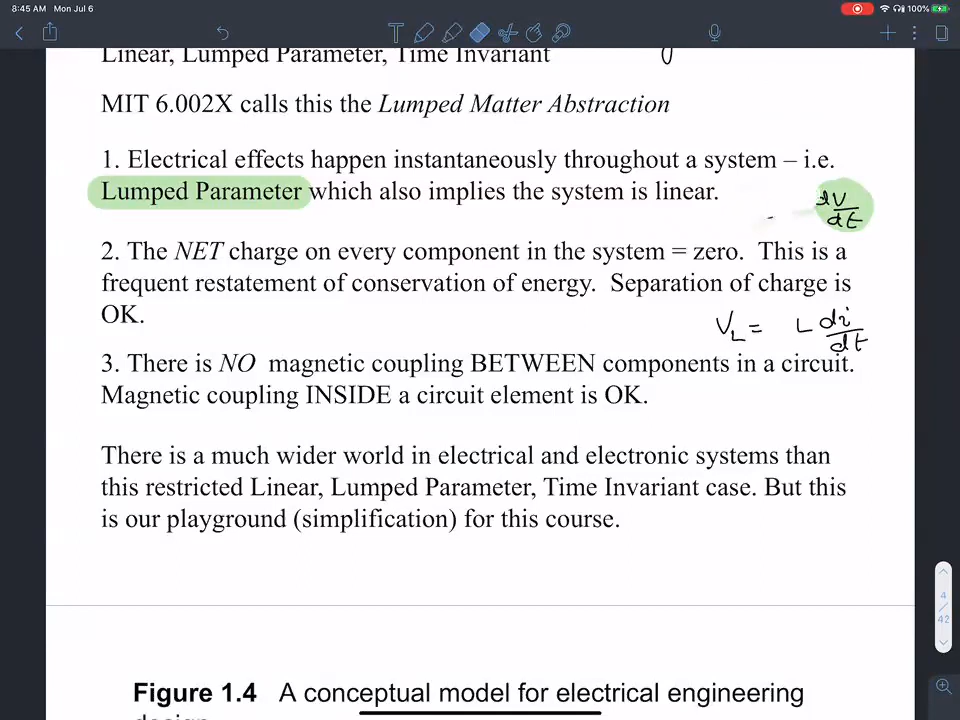 8:45 AM Mon Jul 6
100%
Linear, Lumped Parameter, Time Invariant
MIT 6.002X calls this the Lumped Matter Abstraction
1. Electrical effects happen instantaneously throughout a system – i.e.
Lumped Parameter which also implies the system is linear.
dV/dt
2. The NET charge on every component in the system = zero. This is a
frequent restatement of conservation of energy. Separation of charge is
OK.
V_L = L di/dt
3. There is NO magnetic coupling BETWEEN components in a circuit.
Magnetic coupling INSIDE a circuit element is OK.
There is a much wider world in electrical and electronic systems than
this restricted Linear, Lumped Parameter, Time Invariant case. But this
is our playground (simplification) for this course.
4
/
42
Figure 1.4 A conceptual model for electrical engineering